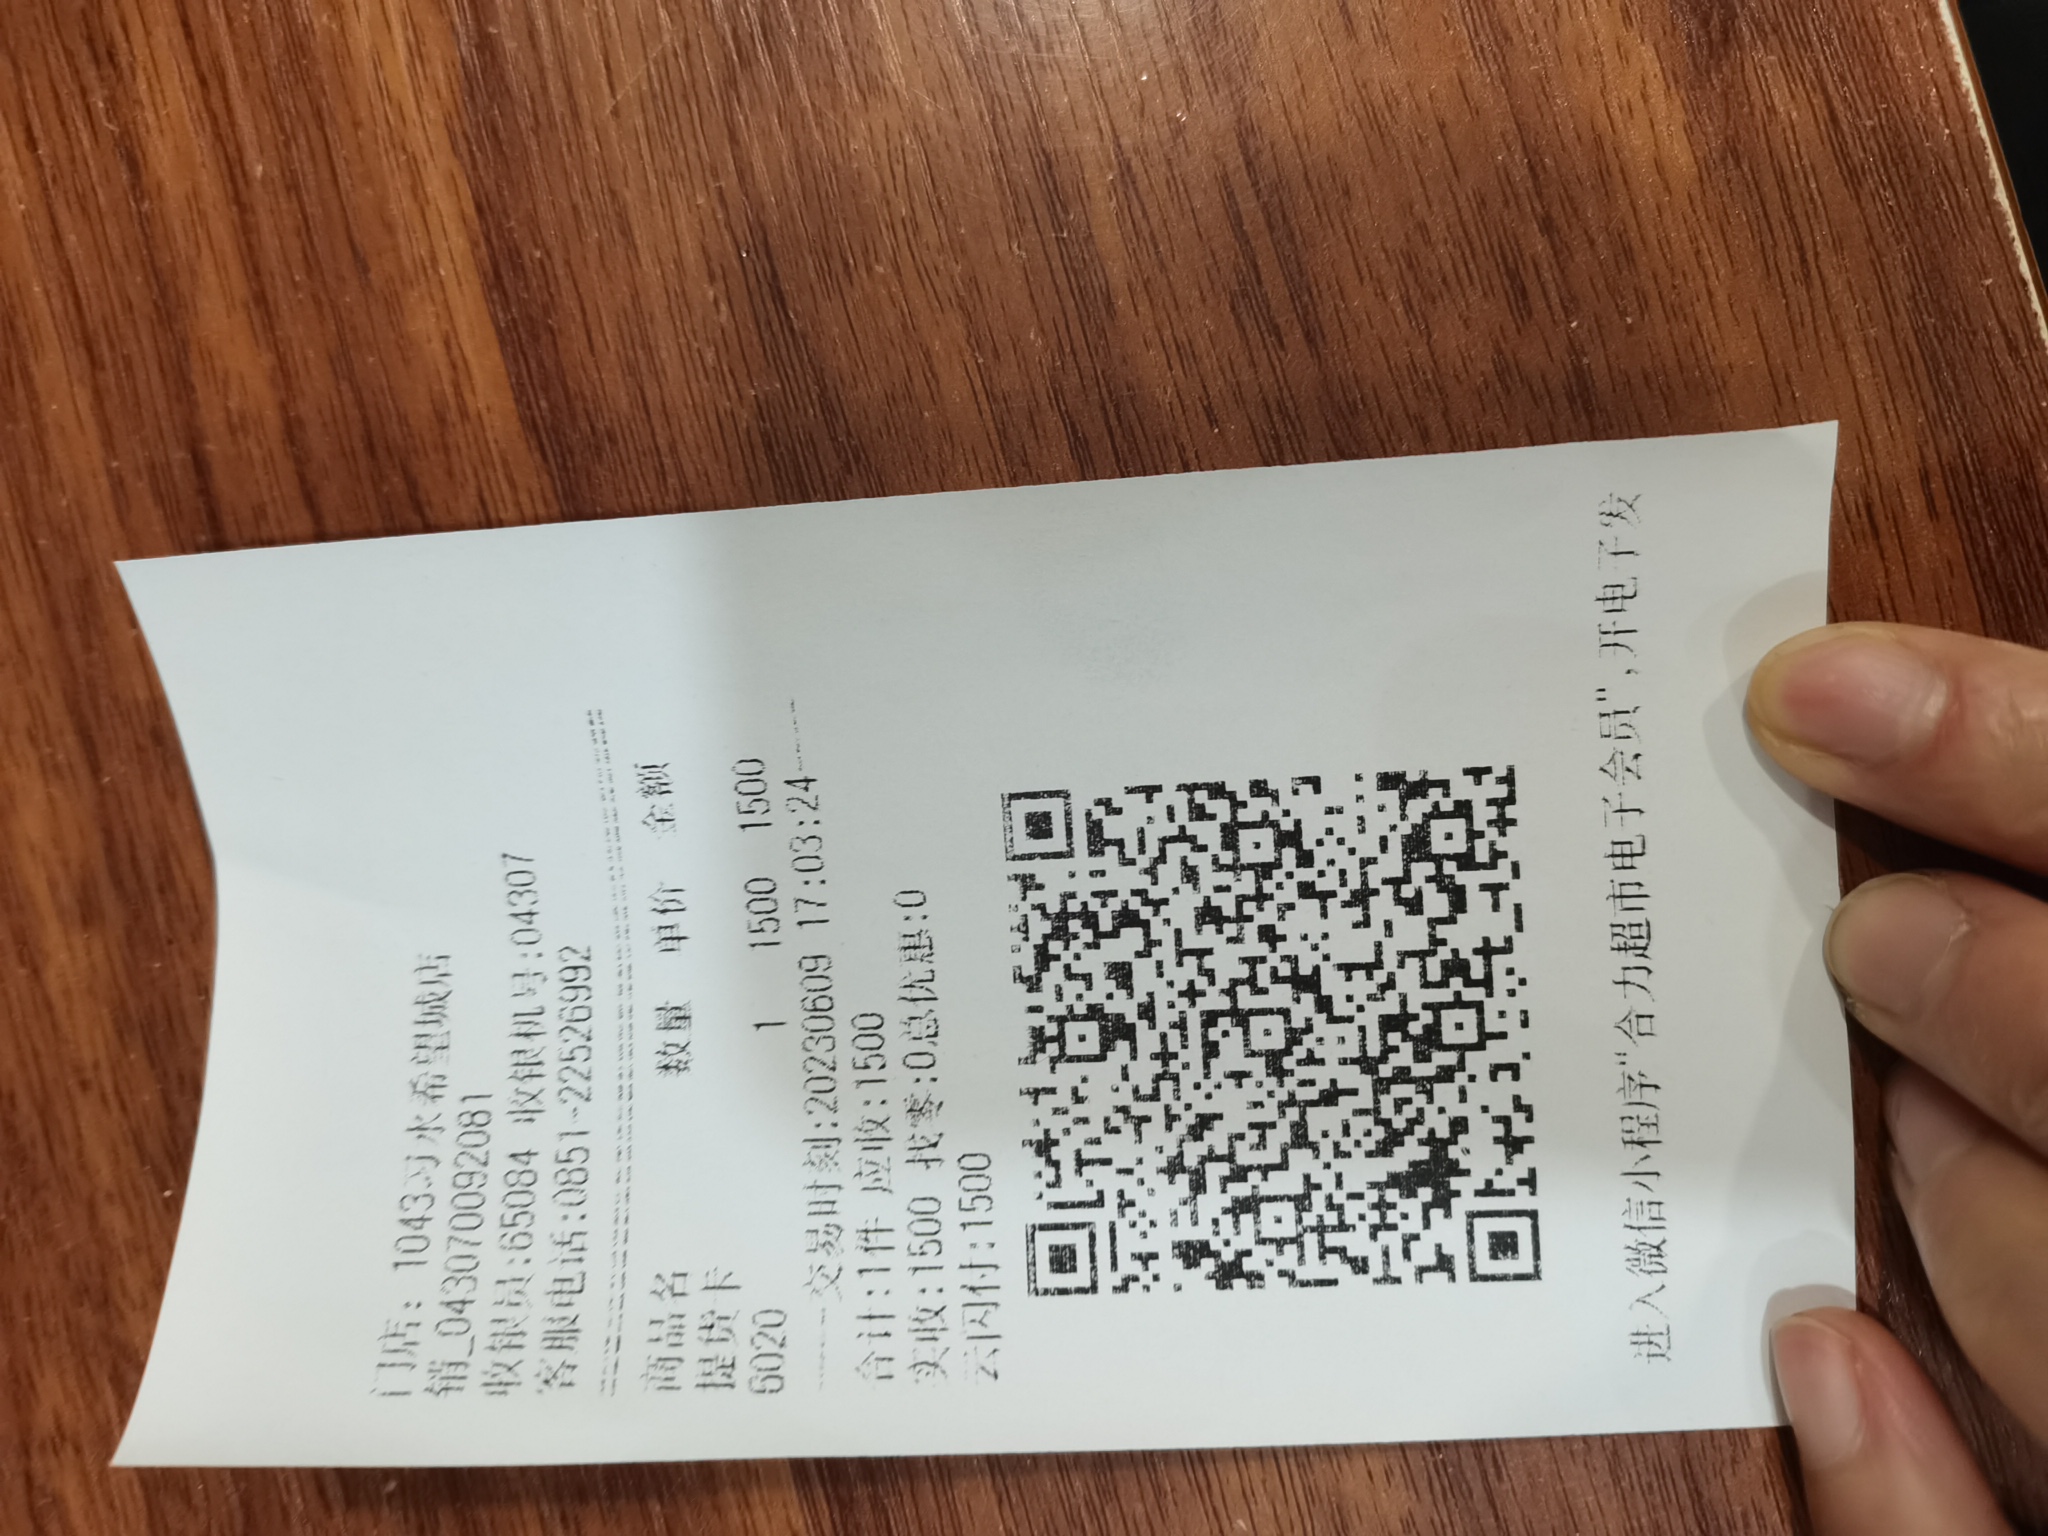 门店: 1043习水希望城店
销_043070092081
收银员:65084 收银机号:04307
客服电话:0851-22526992
商品名 数量 单价 金额
提货卡
6020 1 1500 1500
交易时刻:20230609 17:03:24
合计:1件 应收:1500
实收:1500 找零:0总优惠:0
云闪付:1500
进入微信小程序"合力超市电子会员",开电子发